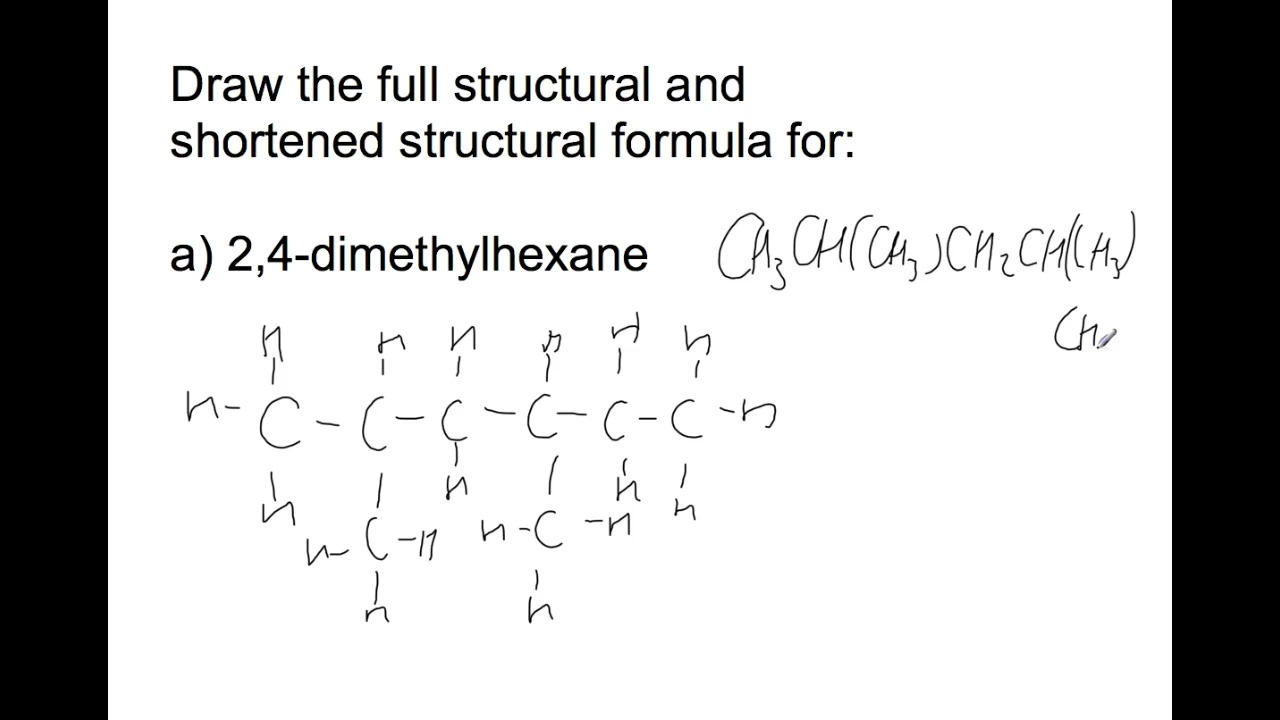 Draw the full structural and
shortened structural formula for:
a) 2,4-dimethylhexane
CH3CH(CH3)CH2CH(CH3)
CH
H H H H H H
H - C - C - C - C - C - C - H
H H H H
H - C - H H - C - H
H H